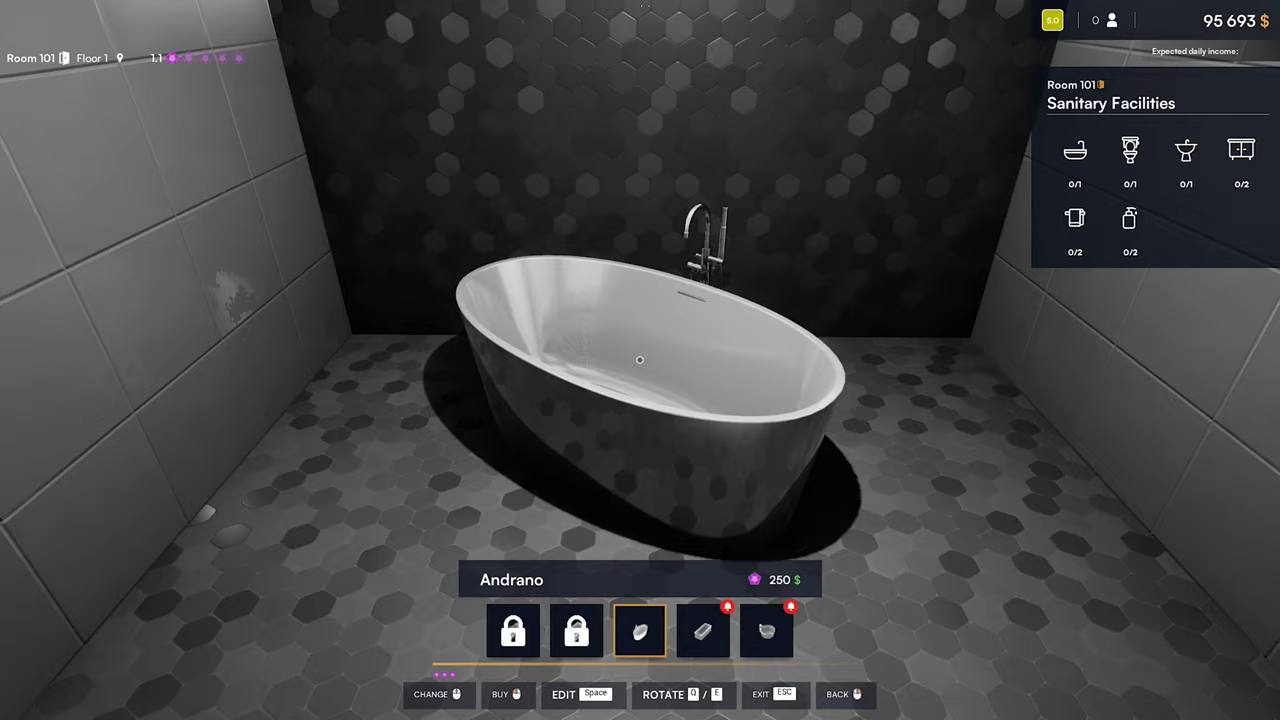 5.0 0 95 693 $
Expected daily income:
Room 101 Floor 1 1.1
Room 101
Sanitary Facilities
0/1 0/1 0/1 0/2
0/2 0/2
Andrano 250 $
CHANGE BUY EDIT Space ROTATE Q / E EXIT ESC BACK